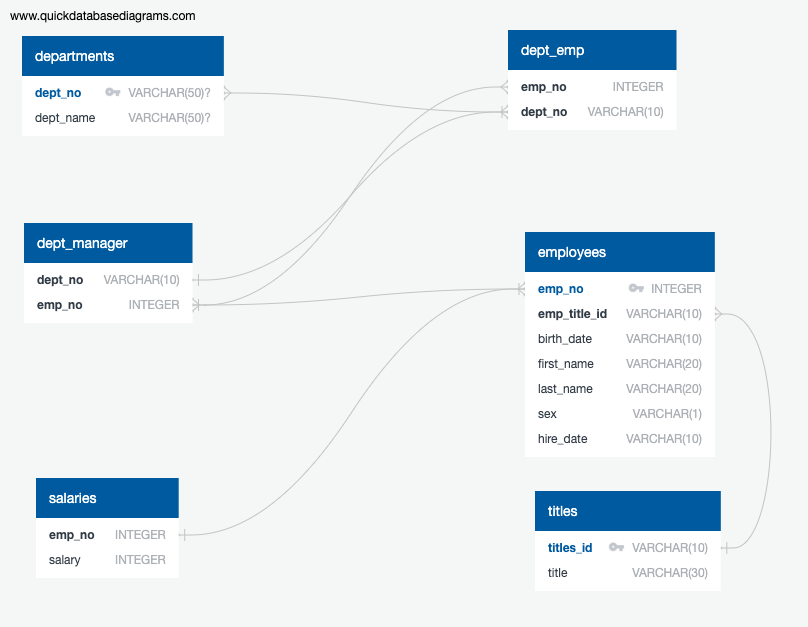 www.quickdatabasediagrams.com
departments
dept_no VARCHAR(50)?
dept_name VARCHAR(50)?
dept_emp
emp_no INTEGER
dept_no VARCHAR(10)
dept_manager
dept_no VARCHAR(10)
emp_no INTEGER
employees
emp_no INTEGER
emp_title_id VARCHAR(10)
birth_date VARCHAR(10)
first_name VARCHAR(20)
last_name VARCHAR(20)
sex VARCHAR(1)
hire_date VARCHAR(10)
salaries
emp_no INTEGER
salary INTEGER
titles
titles_id VARCHAR(10)
title VARCHAR(30)